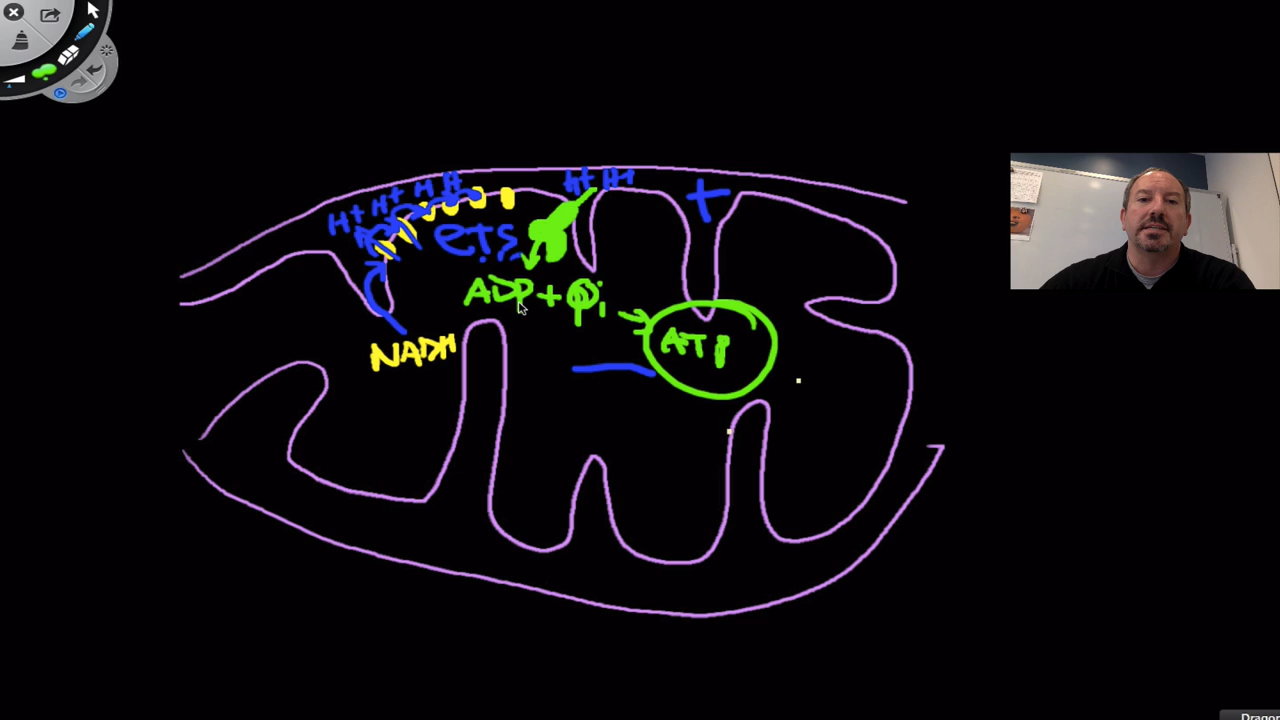 H+ H+ H H H+ H+
+
ets
ADP + Pi → ATP
NADH